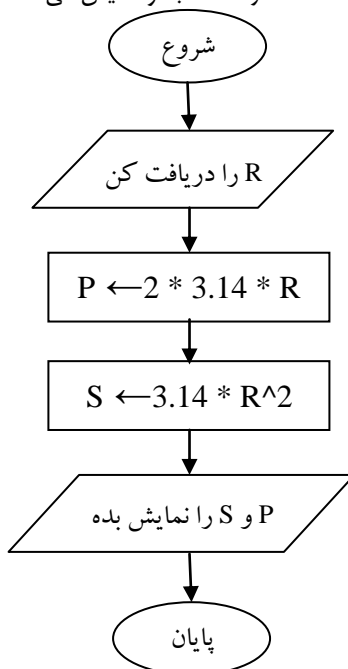 شروع
R را دریافت کن
P ←2 * 3.14 * R
S ←3.14 * R^2
P و S را نمایش بده
پایان